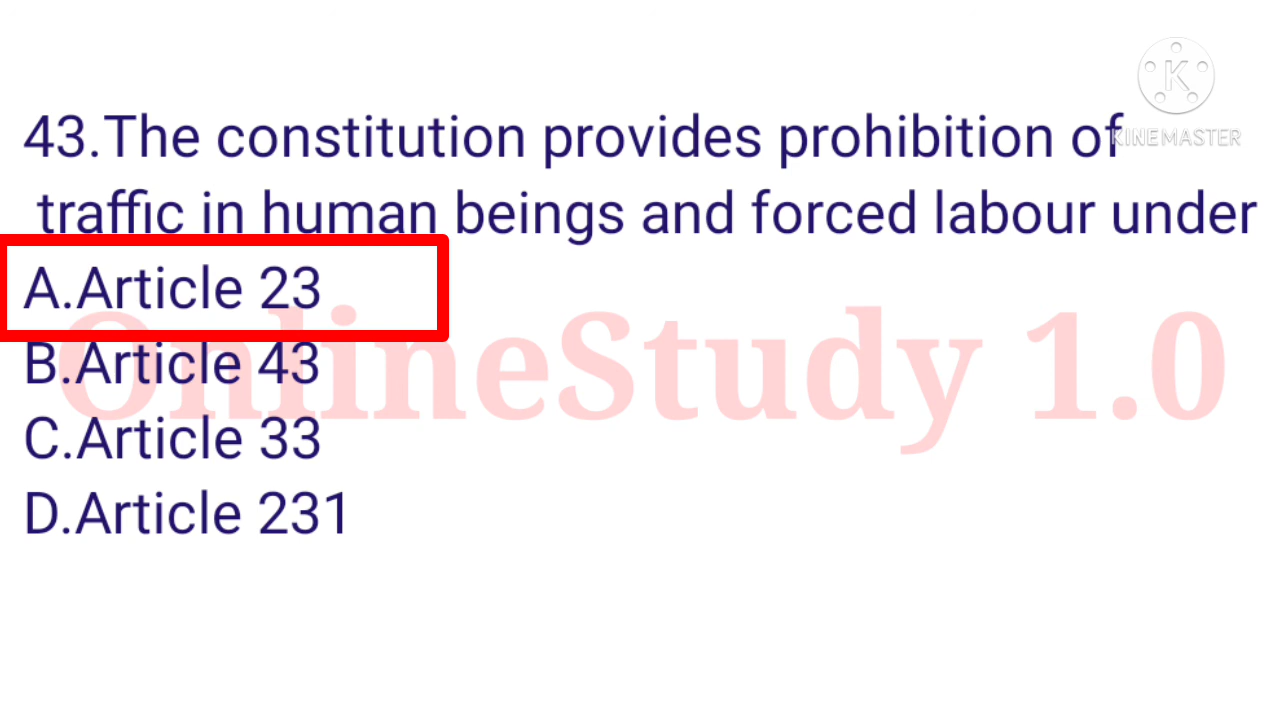 K
KINEMASTER
43.The constitution provides prohibition of
traffic in human beings and forced labour under
A.Article 23
OnlineStudy 1.0
B.Article 43
C.Article 33
D.Article 231